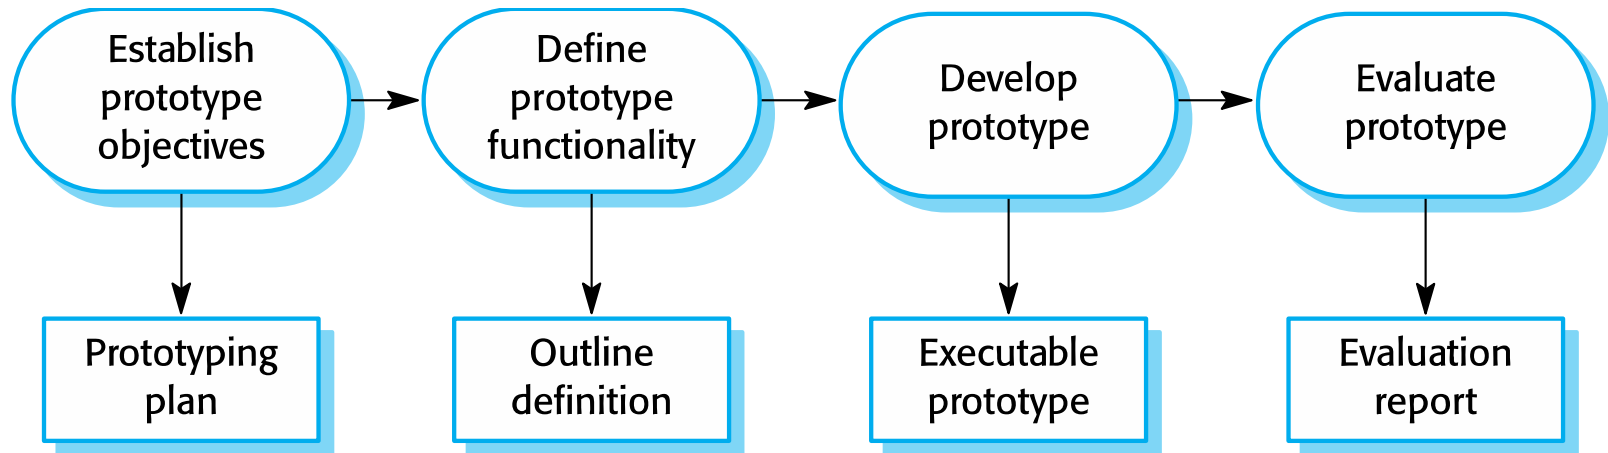 Establish
prototype
objectives
Define
prototype
functionality
Develop
prototype
Evaluate
prototype
Prototyping
plan
Outline
definition
Executable
prototype
Evaluation
report